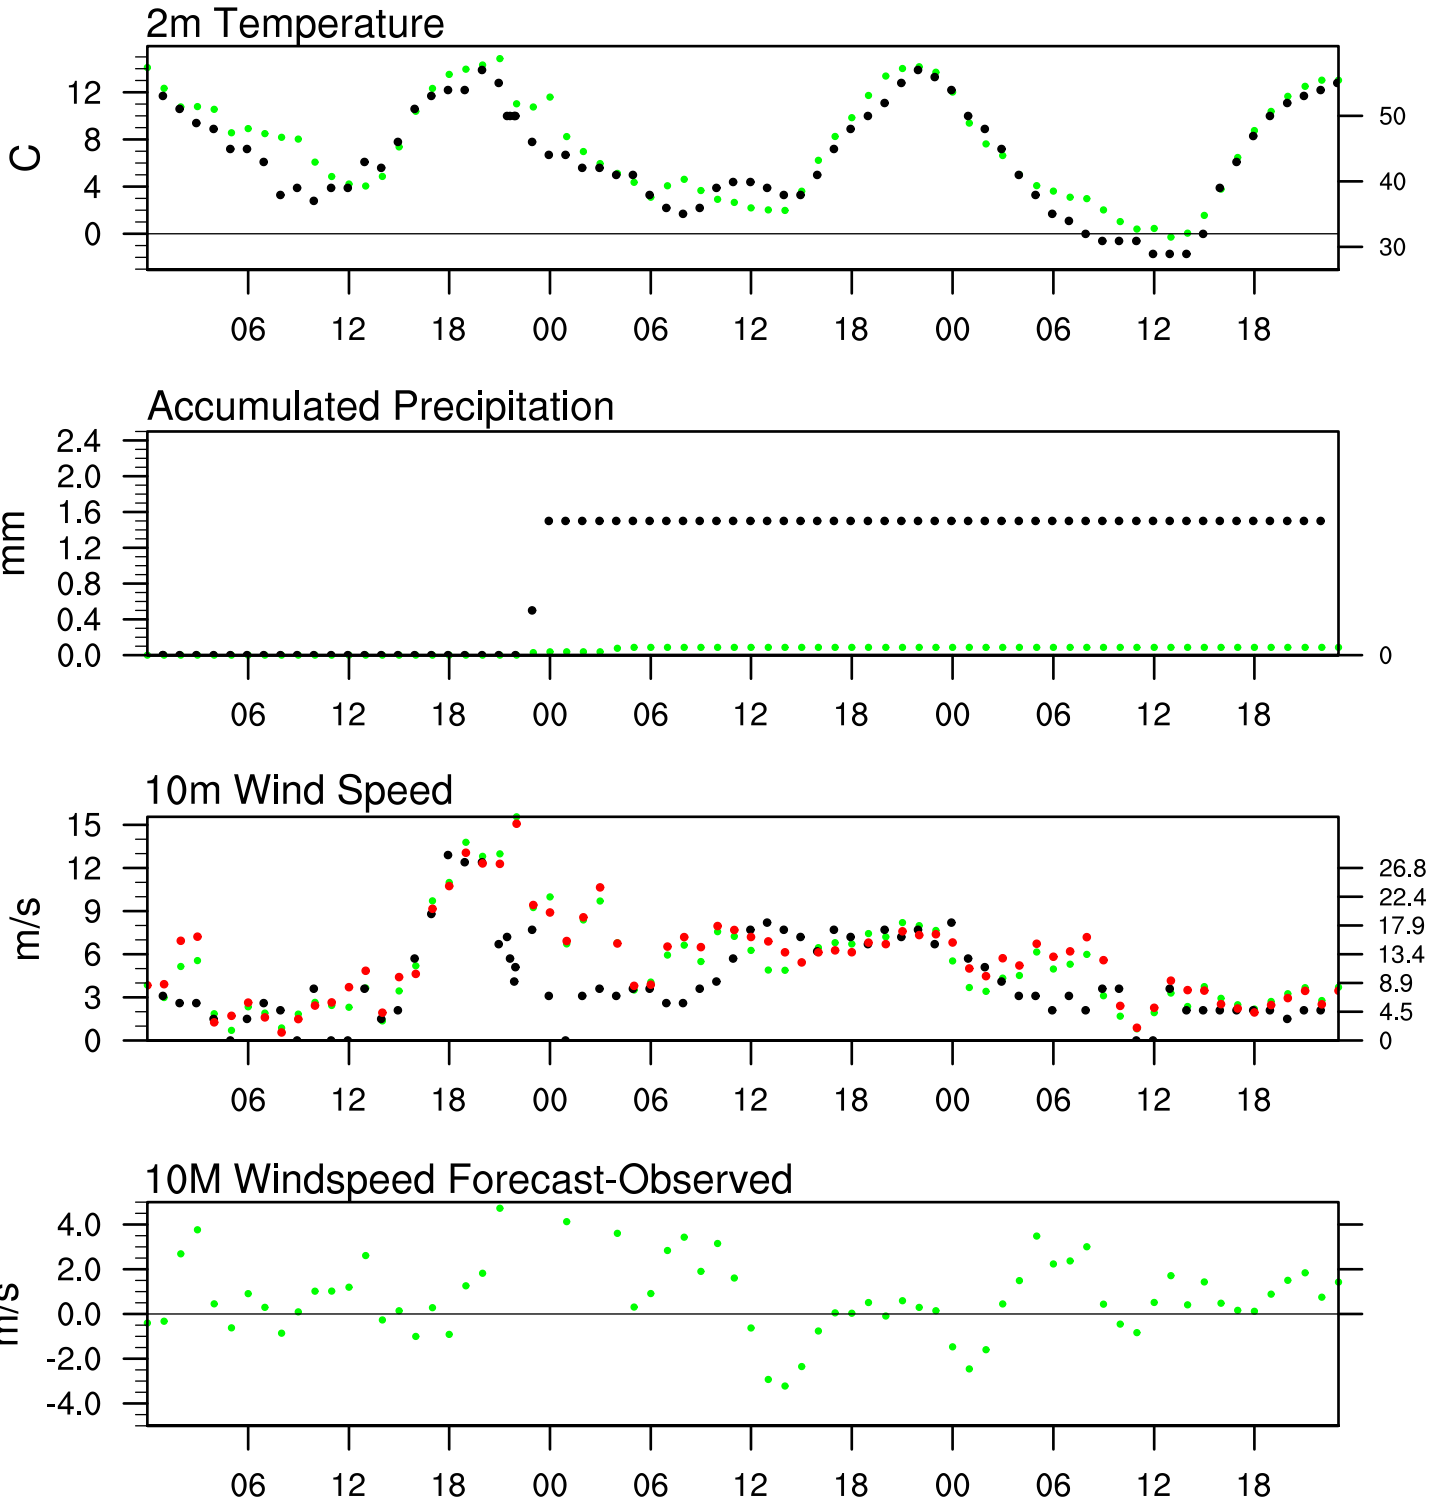 2m Temperature
C
12
8
4
0
50
40
30
06 12 18 00 06 12 18 00 06 12 18
Accumulated Precipitation
mm
2.4
2.0
1.6
1.2
0.8
0.4
0.0
0
06 12 18 00 06 12 18 00 06 12 18
10m Wind Speed
m/s
15
12
9
6
3
0
26.8
22.4
17.9
13.4
8.9
4.5
0
06 12 18 00 06 12 18 00 06 12 18
10M Windspeed Forecast-Observed
m/s
4.0
2.0
0.0
-2.0
-4.0
06 12 18 00 06 12 18 00 06 12 18